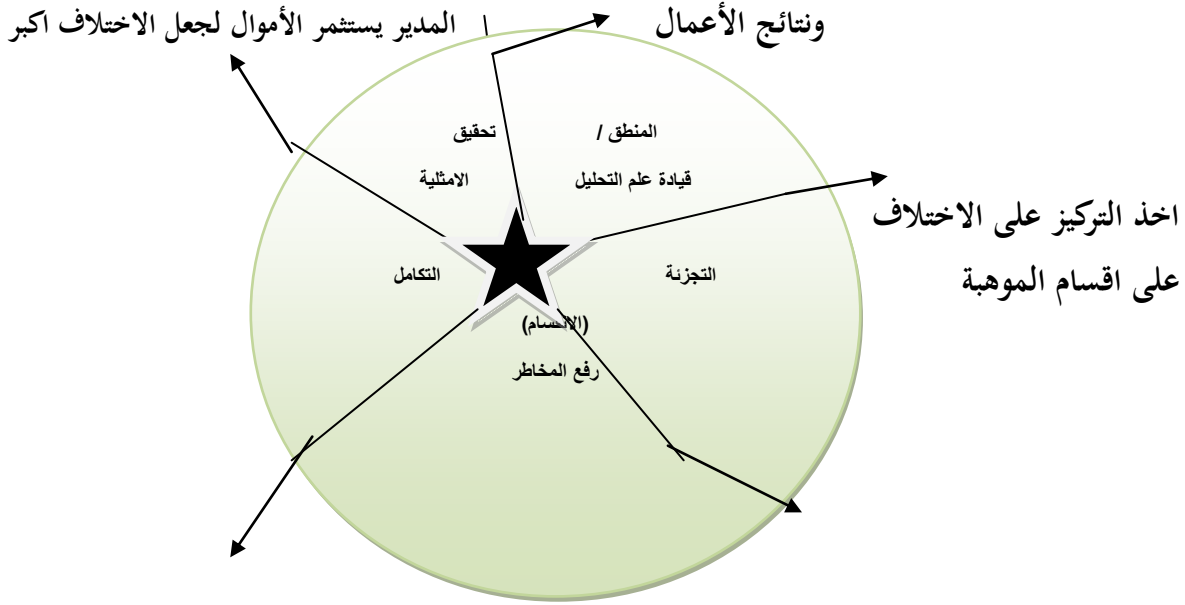 ونتائج الأعمال
المدير يستثمر الأموال لجعل الاختلاف اكبر
المنطق /
قيادة علم التحليل
تحقيق
الامثلية
اخذ التركيز على الاختلاف
على اقسام الموهبة
التجزئة
التكامل
(الانقسام)
رفع المخاطر